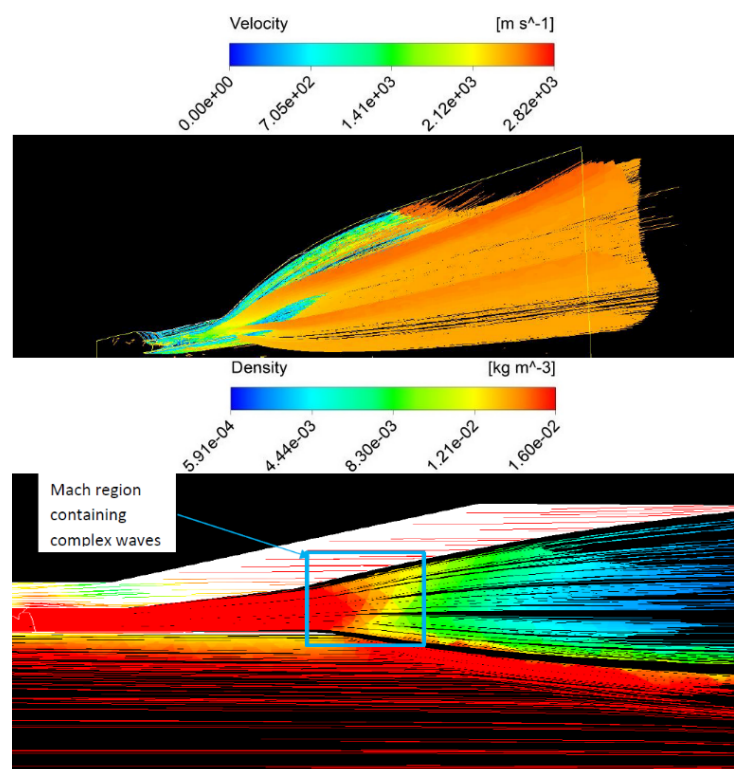 Velocity [m s^-1]
0.00e+00 7.05e+02 1.41e+03 2.12e+03 2.82e+03
Density [kg m^-3]
5.91e-04 4.44e-03 8.30e-03 1.21e-02 1.60e-02
Mach region
containing
complex waves